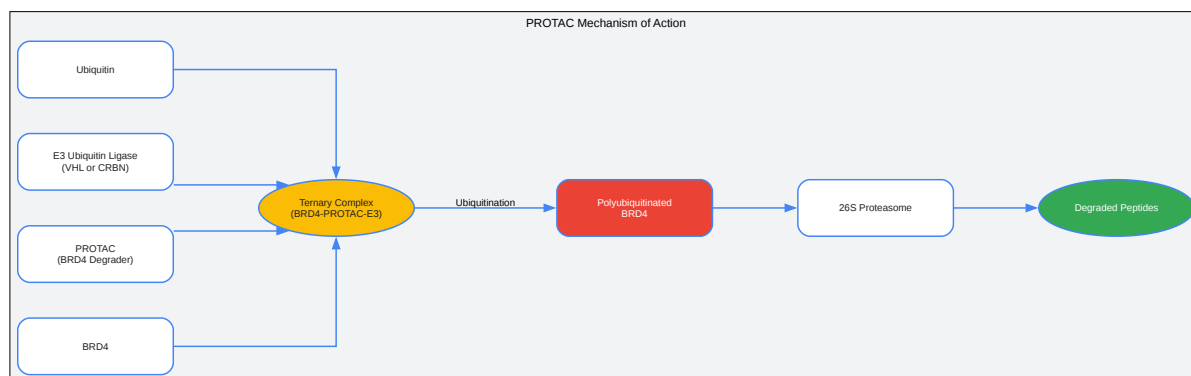 PROTAC Mechanism of Action
Ubiquitin
E3 Ubiquitin Ligase
(VHL or CRBN)
PROTAC
(BRD4 Degrader)
BRD4
Ternary Complex
(BRD4-PROTAC-E3)
Ubiquitination
Polyubiquitinated
BRD4
26S Proteasome
Degraded Peptides